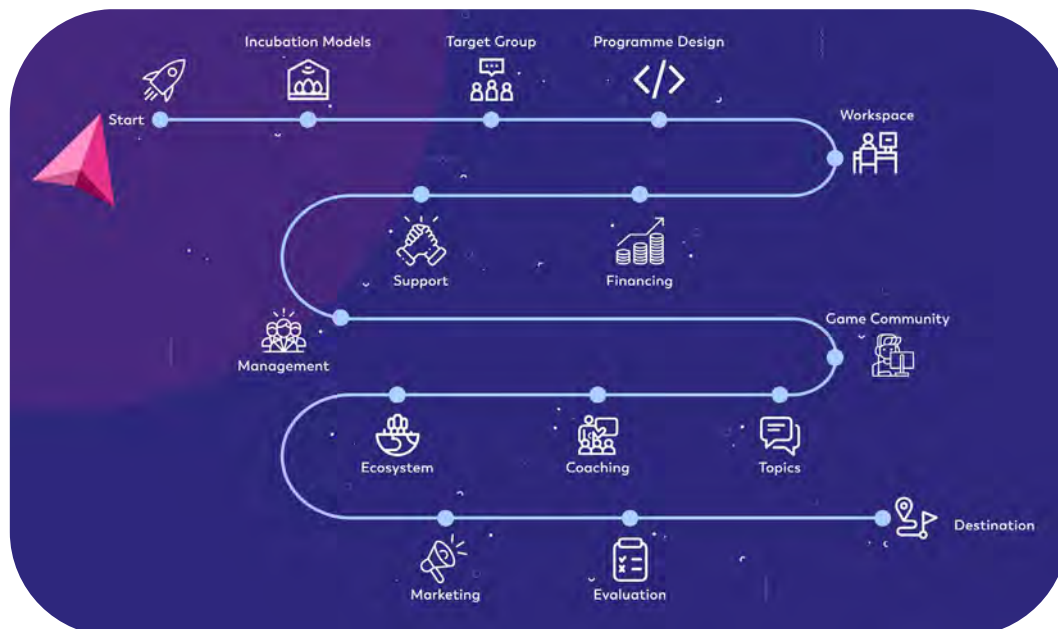 Incubation Models
Target Group
Programme Design
Start
Workspace
Support
Financing
Management
Game Community
Ecosystem
Coaching
Topics
Destination
Marketing
Evaluation